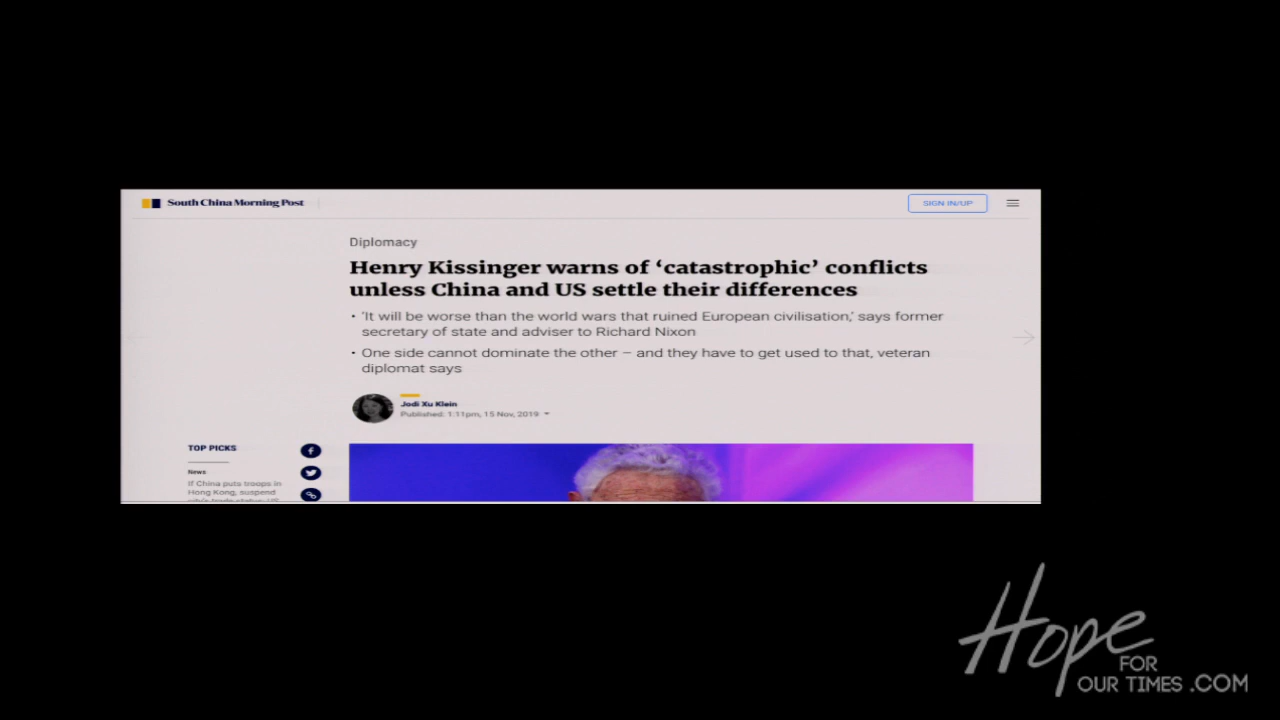 South China Morning Post
SIGN IN/UP
Diplomacy
Henry Kissinger warns of ‘catastrophic’ conflicts
unless China and US settle their differences
• ‘It will be worse than the world wars that ruined European civilisation,’ says former
secretary of state and adviser to Richard Nixon
• One side cannot dominate the other – and they have to get used to that, veteran
diplomat says
Jodi Xu Klein
Published: 1:11pm, 15 Nov, 2019
TOP PICKS
News
If China puts troops in
Hong Kong, suspend
Hope
FOR
OUR TIMES .COM